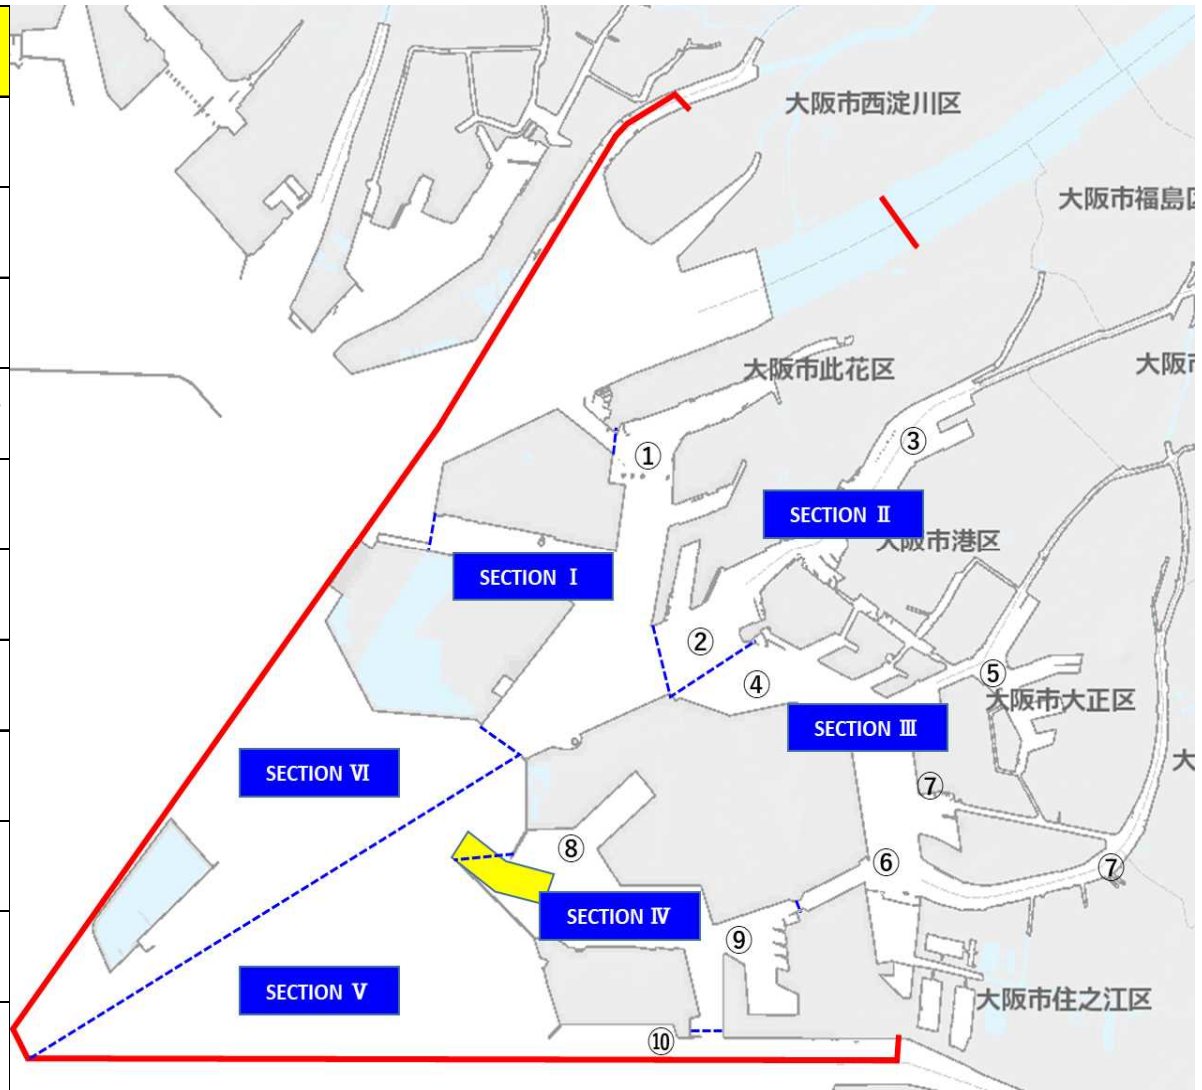 大阪市西淀川区
大阪市福島
大阪市此花区
大阪市
①
③
SECTION Ⅱ
大阪市港区
SECTION Ⅰ
②
④
⑤
大阪市大正区
SECTION Ⅲ
大
SECTION Ⅵ
⑦
⑧
⑥
⑦
SECTION Ⅳ
⑨
SECTION Ⅴ
大阪市住之江区
⑩